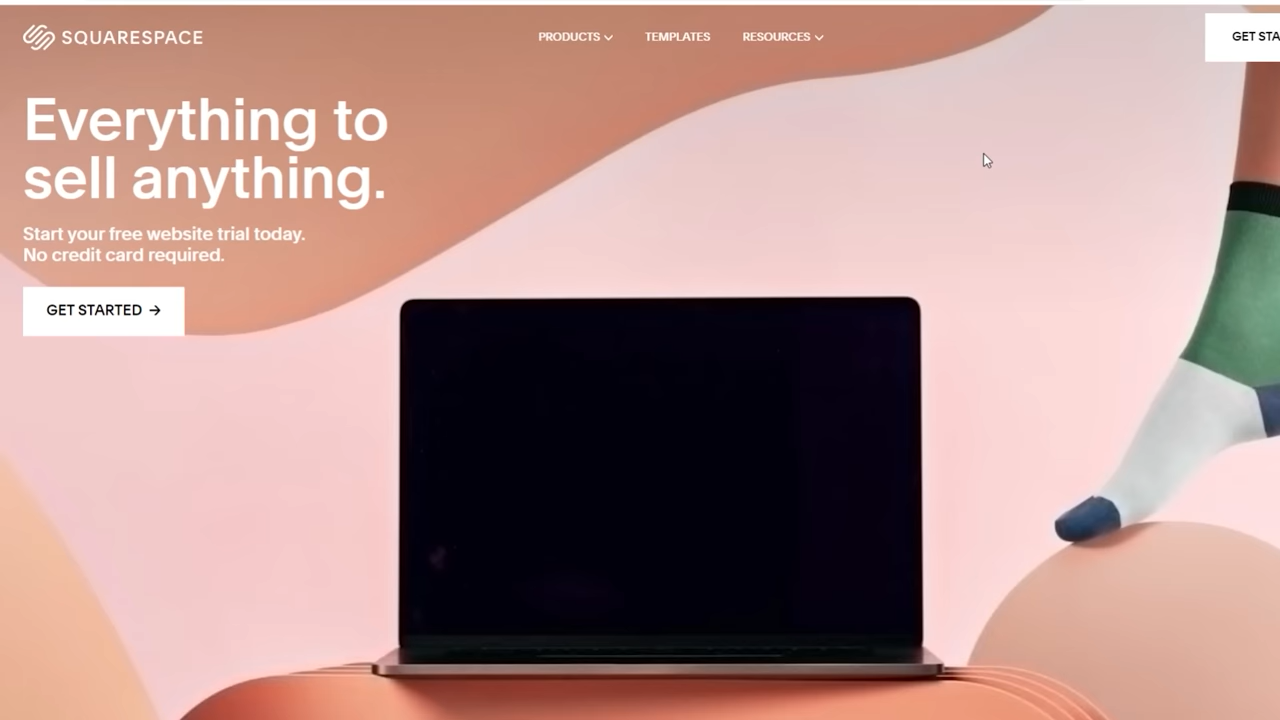 SQUARESPACE
PRODUCTS
TEMPLATES
RESOURCES
GET STA
Everything to
sell anything.
Start your free website trial today.
No credit card required.
GET STARTED →